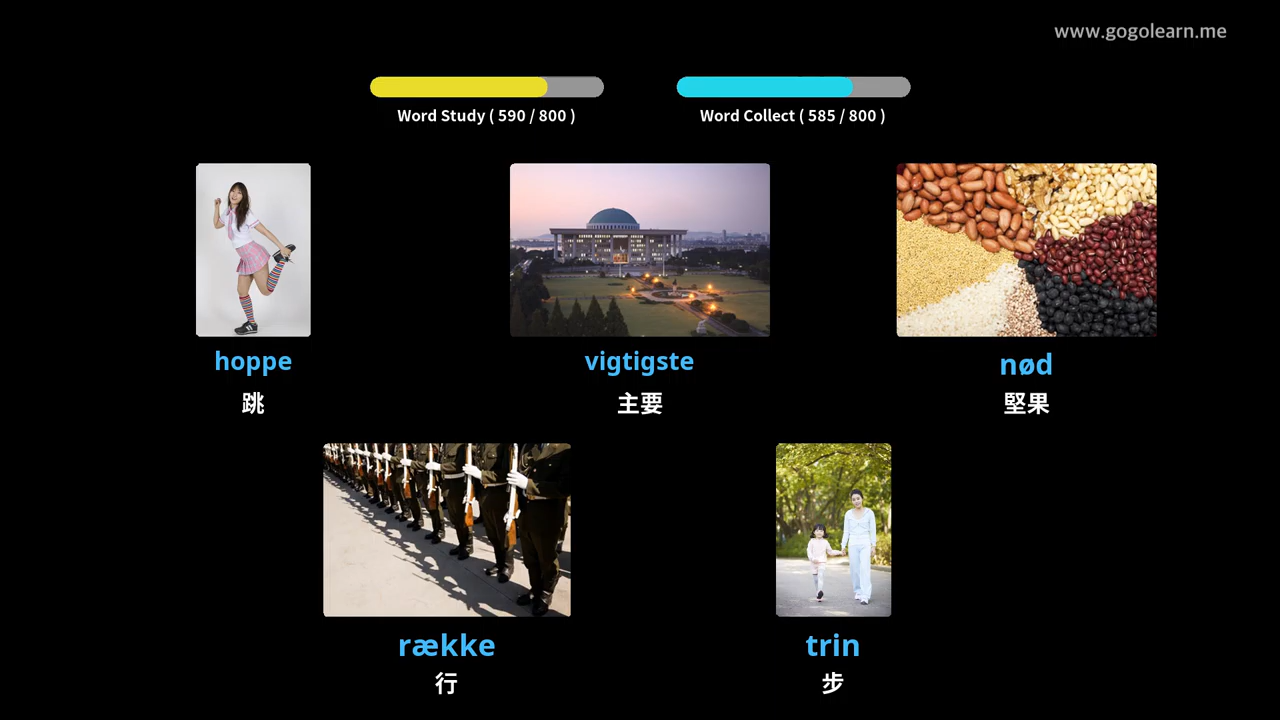 www.gogolearn.me
Word Study ( 590 / 800 )
Word Collect ( 585 / 800 )
hoppe
跳
vigtigste
主要
nød
堅果
række
行
trin
步